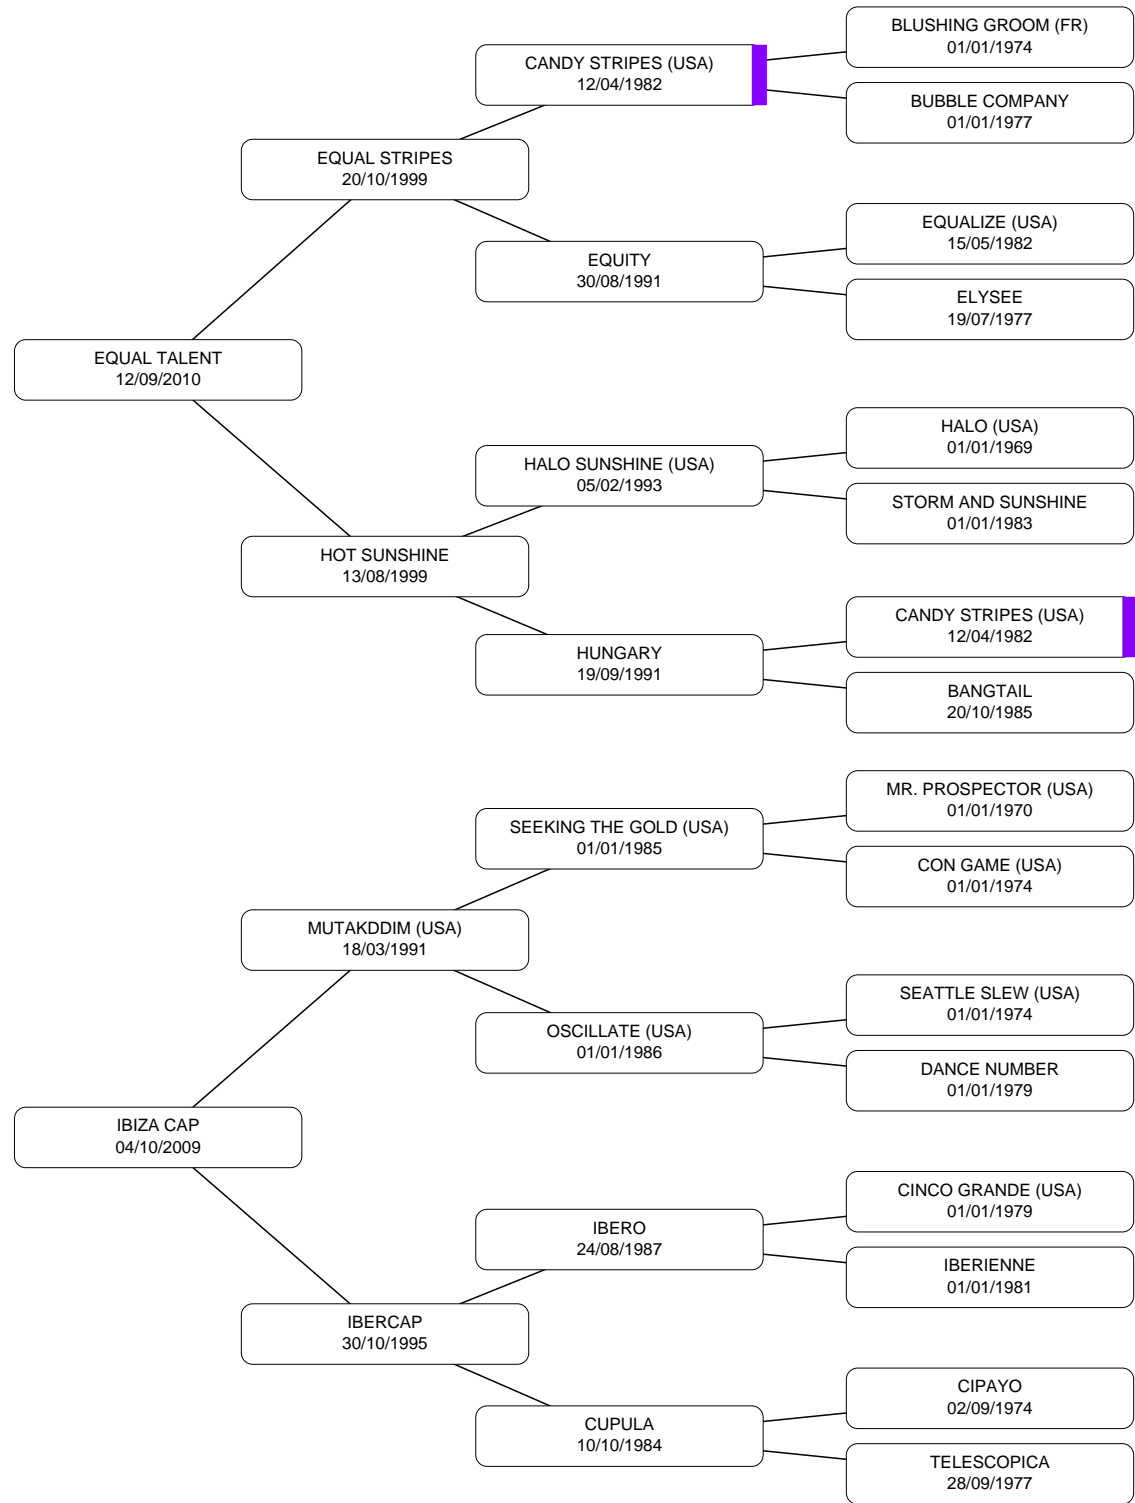 BLUSHING GROOM (FR)
01/01/1974
CANDY STRIPES (USA)
12/04/1982
BUBBLE COMPANY
01/01/1977
EQUAL STRIPES
20/10/1999
EQUALIZE (USA)
15/05/1982
EQUITY
30/08/1991
ELYSEE
19/07/1977
EQUAL TALENT
12/09/2010
HALO (USA)
01/01/1969
HALO SUNSHINE (USA)
05/02/1993
STORM AND SUNSHINE
01/01/1983
HOT SUNSHINE
13/08/1999
CANDY STRIPES (USA)
12/04/1982
HUNGARY
19/09/1991
BANGTAIL
20/10/1985
MR. PROSPECTOR (USA)
01/01/1970
SEEKING THE GOLD (USA)
01/01/1985
CON GAME (USA)
01/01/1974
MUTAKDDIM (USA)
18/03/1991
SEATTLE SLEW (USA)
01/01/1974
OSCILLATE (USA)
01/01/1986
DANCE NUMBER
01/01/1979
IBIZA CAP
04/10/2009
CINCO GRANDE (USA)
01/01/1979
IBERO
24/08/1987
IBERIENNE
01/01/1981
IBERCAP
30/10/1995
CIPAYO
02/09/1974
CUPULA
10/10/1984
TELESCOPICA
28/09/1977